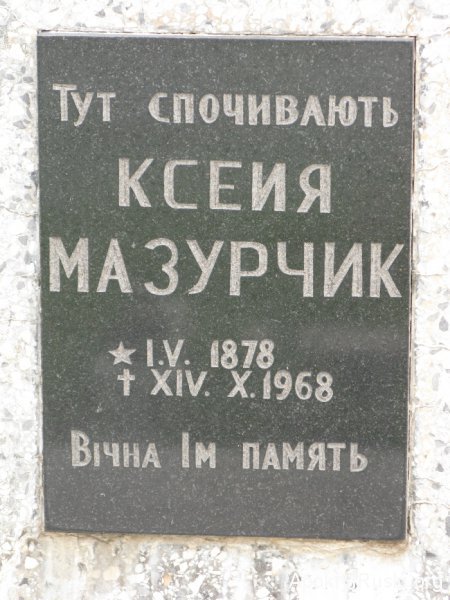 Тут спочивають
КСЕИЯ
МАЗУРЧИК
★ I.V. 1878
✝ XIV. X.1968
Вічна Ім память